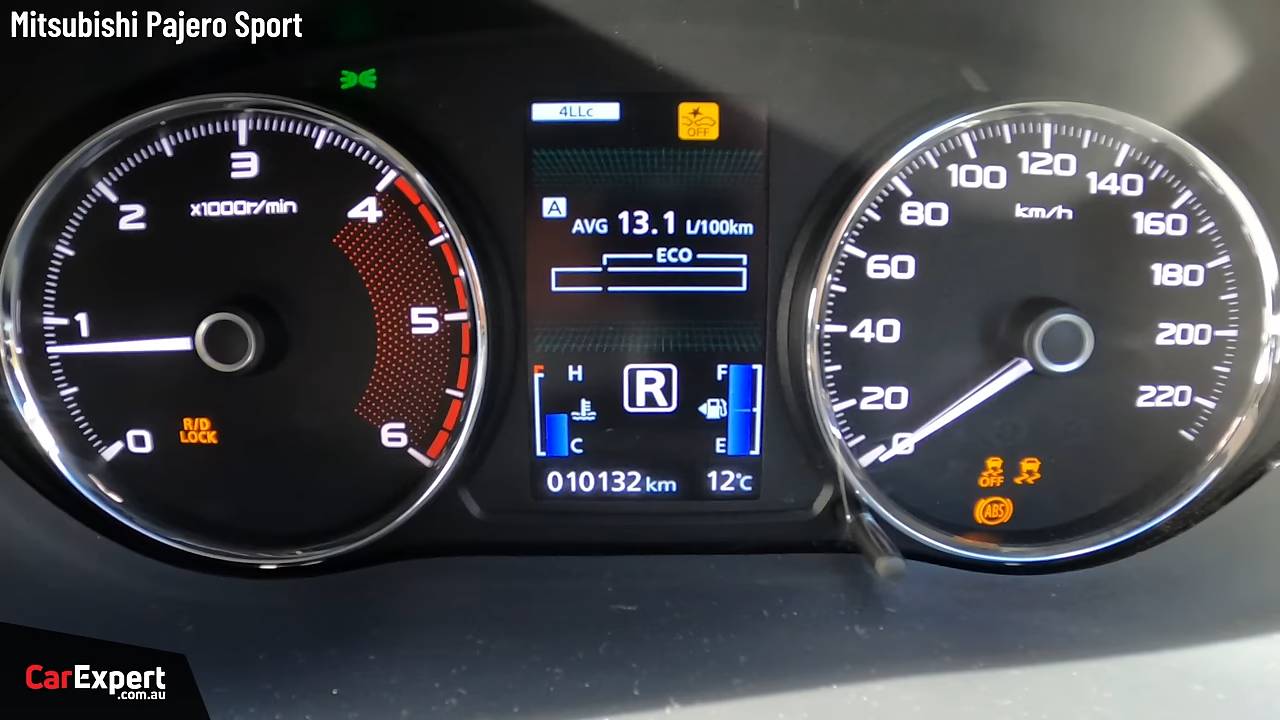 Mitsubishi Pajero Sport
4LLc
OFF
A
AVG 13.1 L/100km
ECO
H
C
R
F
E
010132 km
12°C
0
1
2
3
4
5
6
x1000r/min
R/D
LOCK
0
20
40
60
80
100
120
140
160
180
200
220
km/h
OFF
ABS
CarExpert
.com.au